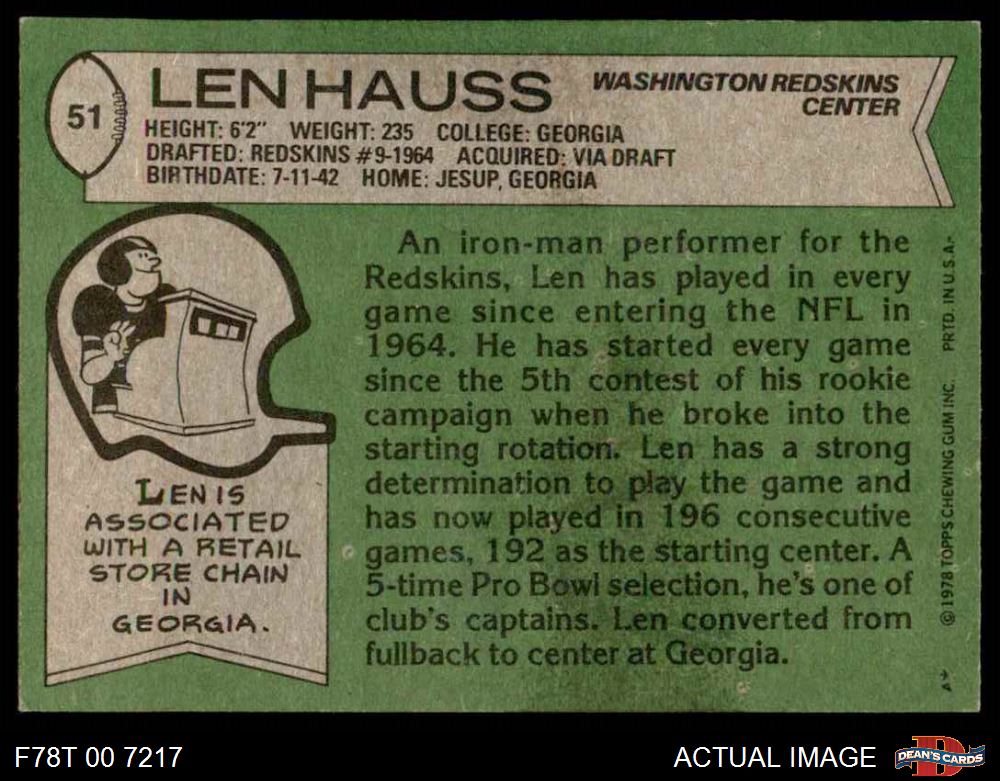 51
LEN HAUSS
WASHINGTON REDSKINS
CENTER
HEIGHT: 6'2" WEIGHT: 235 COLLEGE: GEORGIA
DRAFTED: REDSKINS #9-1964 ACQUIRED: VIA DRAFT
BIRTHDATE: 7-11-42 HOME: JESUP, GEORGIA
LEN IS
ASSOCIATED
WITH A RETAIL
STORE CHAIN
IN
GEORGIA.
An iron-man performer for the
Redskins, Len has played in every
game since entering the NFL in
1964. He has started every game
since the 5th contest of his rookie
campaign when he broke into the
starting rotation. Len has a strong
determination to play the game and
has now played in 196 consecutive
games, 192 as the starting center. A
5-time Pro Bowl selection, he's one of
club's captains. Len converted from
fullback to center at Georgia.
©1978 TOPPS CHEWING GUM INC. PRTD. IN U.S.A.
A*
F78T 00 7217
ACTUAL IMAGE
D
DEAN'S CARDS